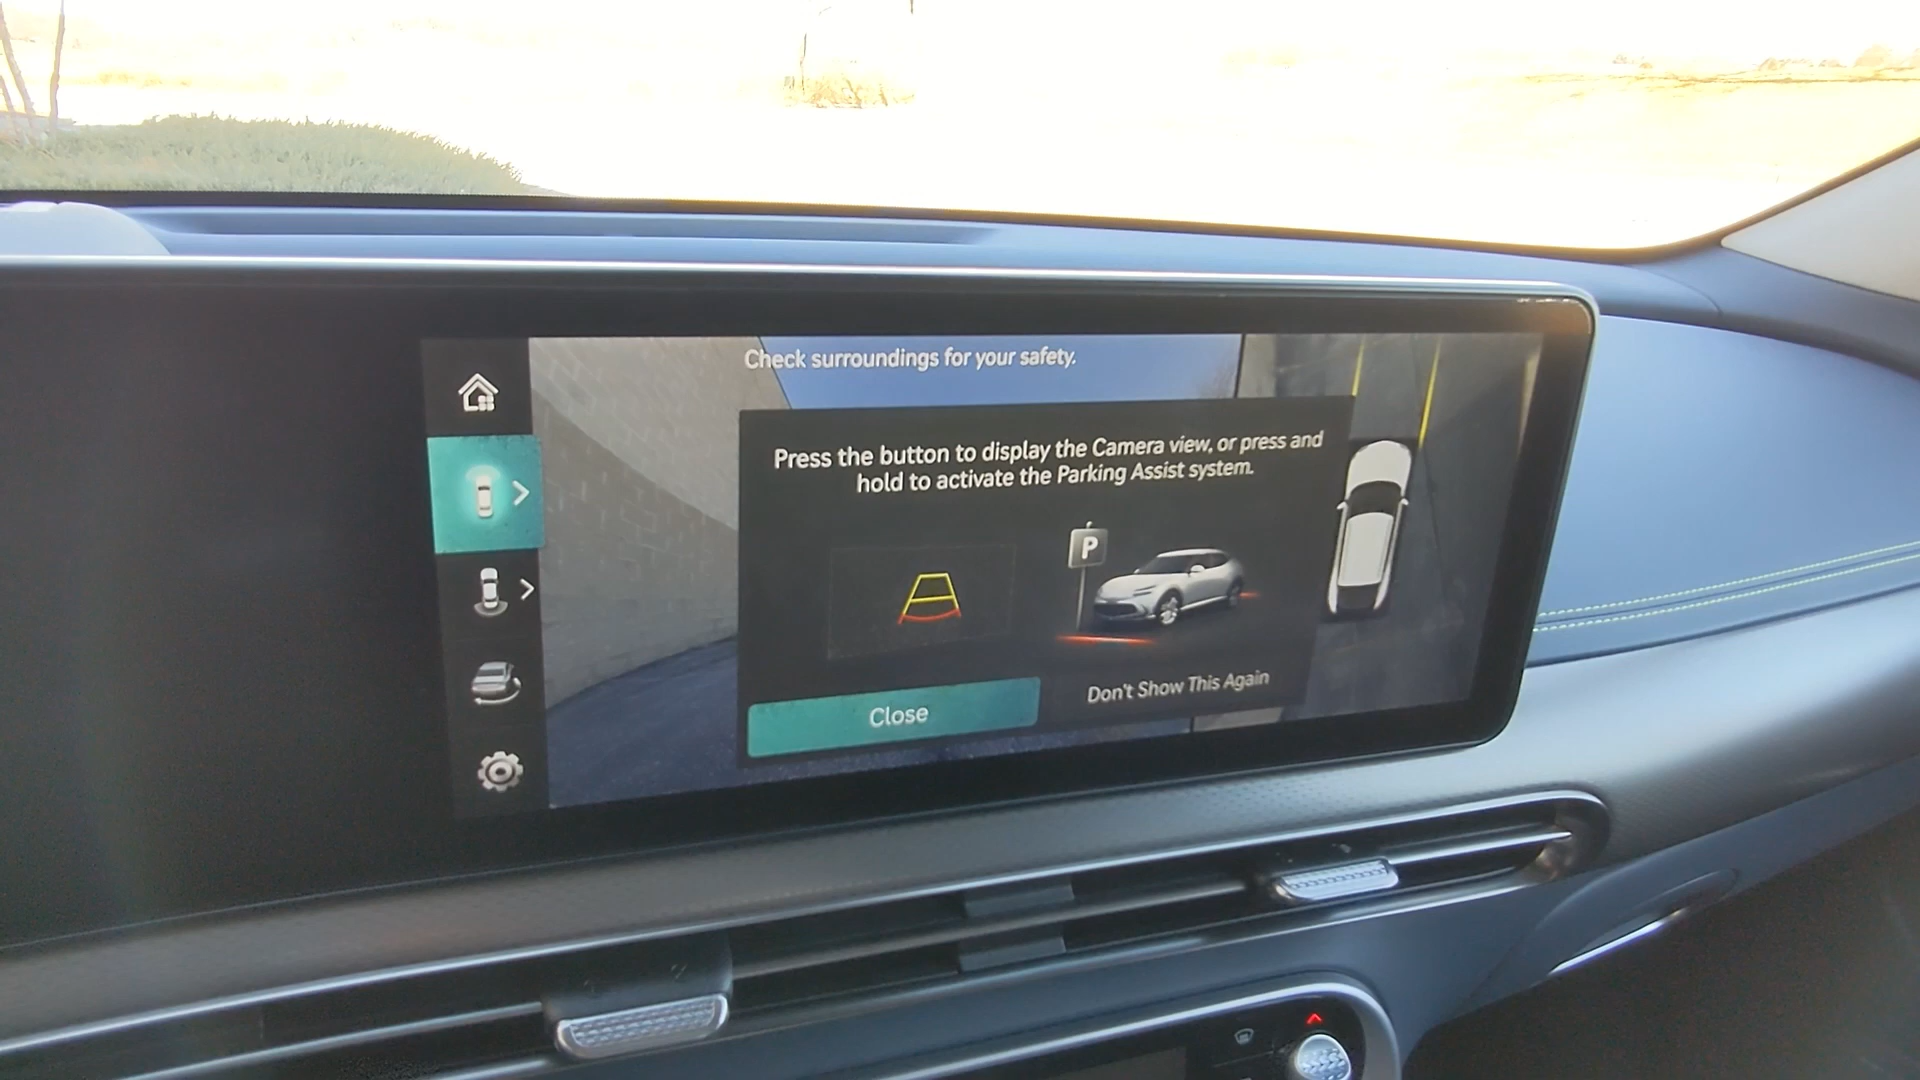 Check surroundings for your safety.
Press the button to display the Camera view, or press and
hold to activate the Parking Assist system.
P
Close
Don't Show This Again